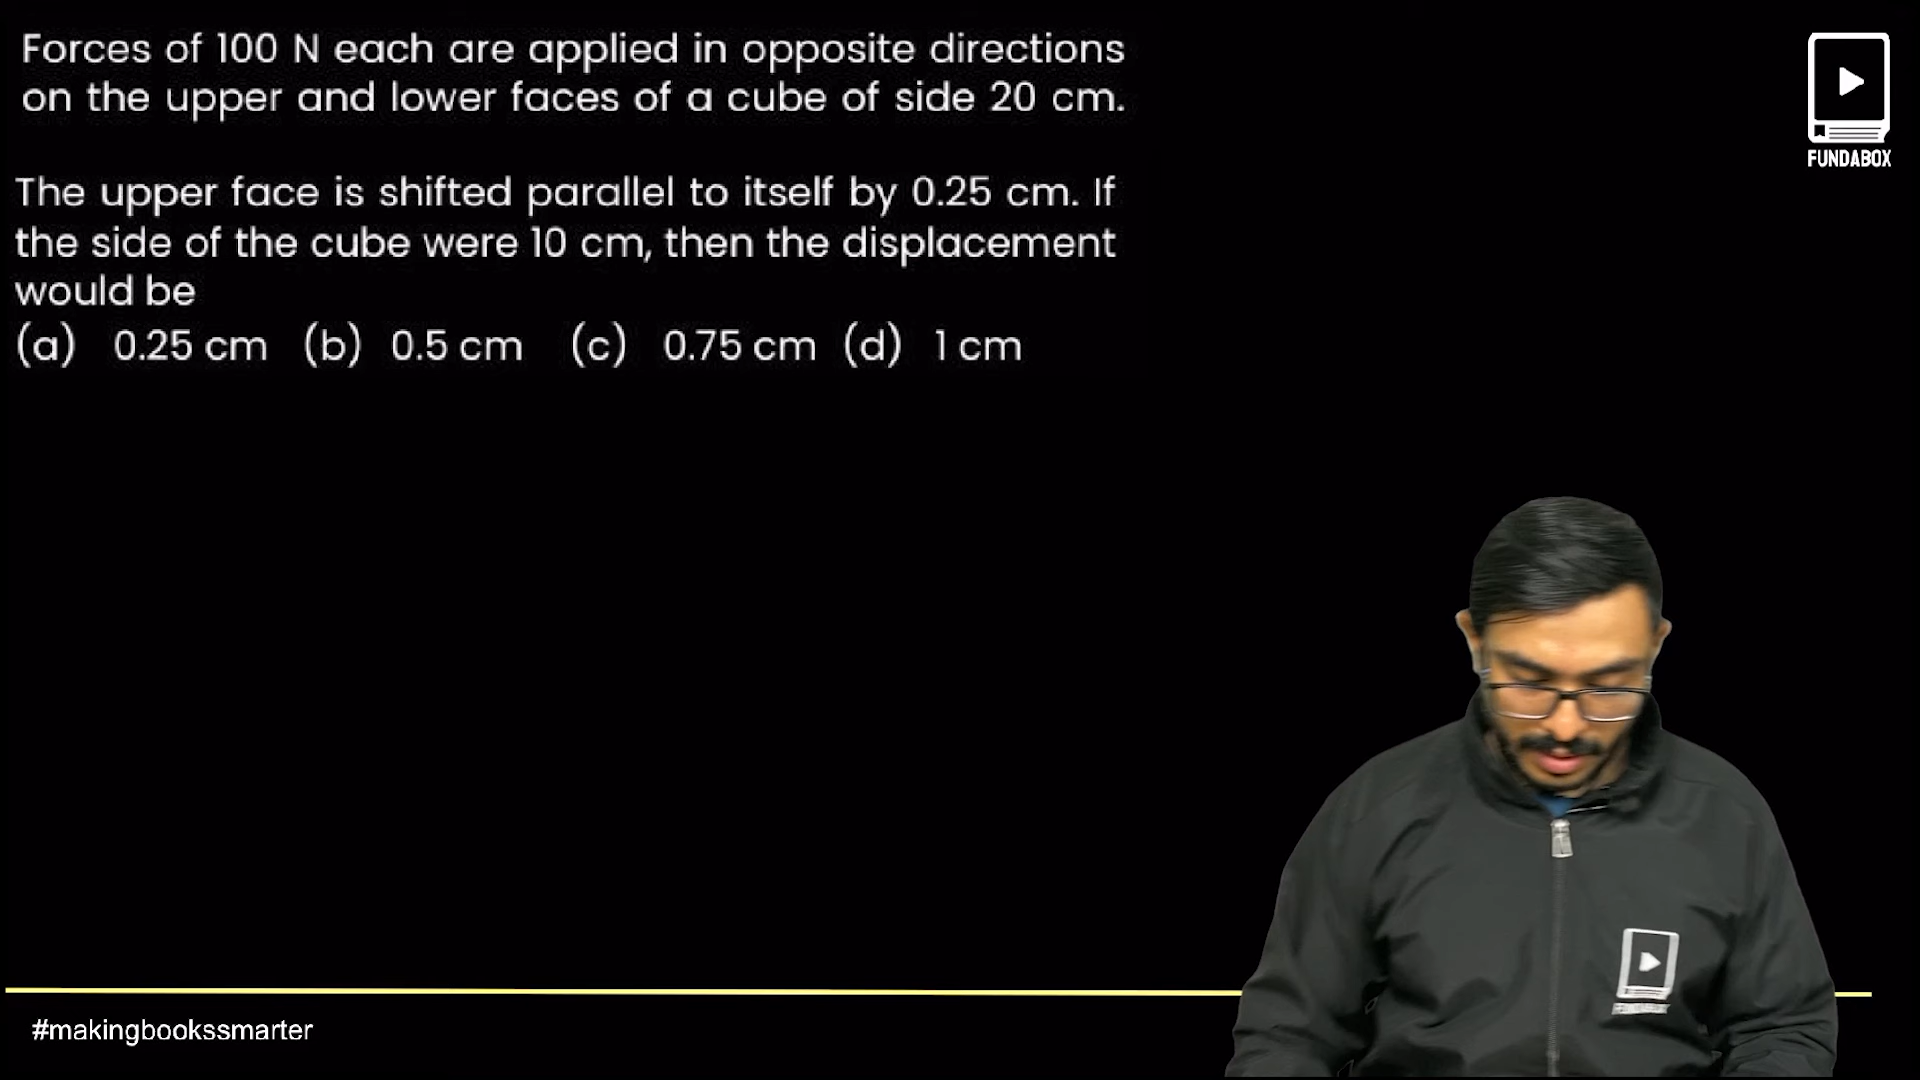 Forces of 100 N each are applied in opposite directions
on the upper and lower faces of a cube of side 20 cm.
The upper face is shifted parallel to itself by 0.25 cm. If
the side of the cube were 10 cm, then the displacement
would be
(a) 0.25 cm (b) 0.5 cm (c) 0.75 cm (d) 1 cm
FUNDABOX
#makingbookssmarter